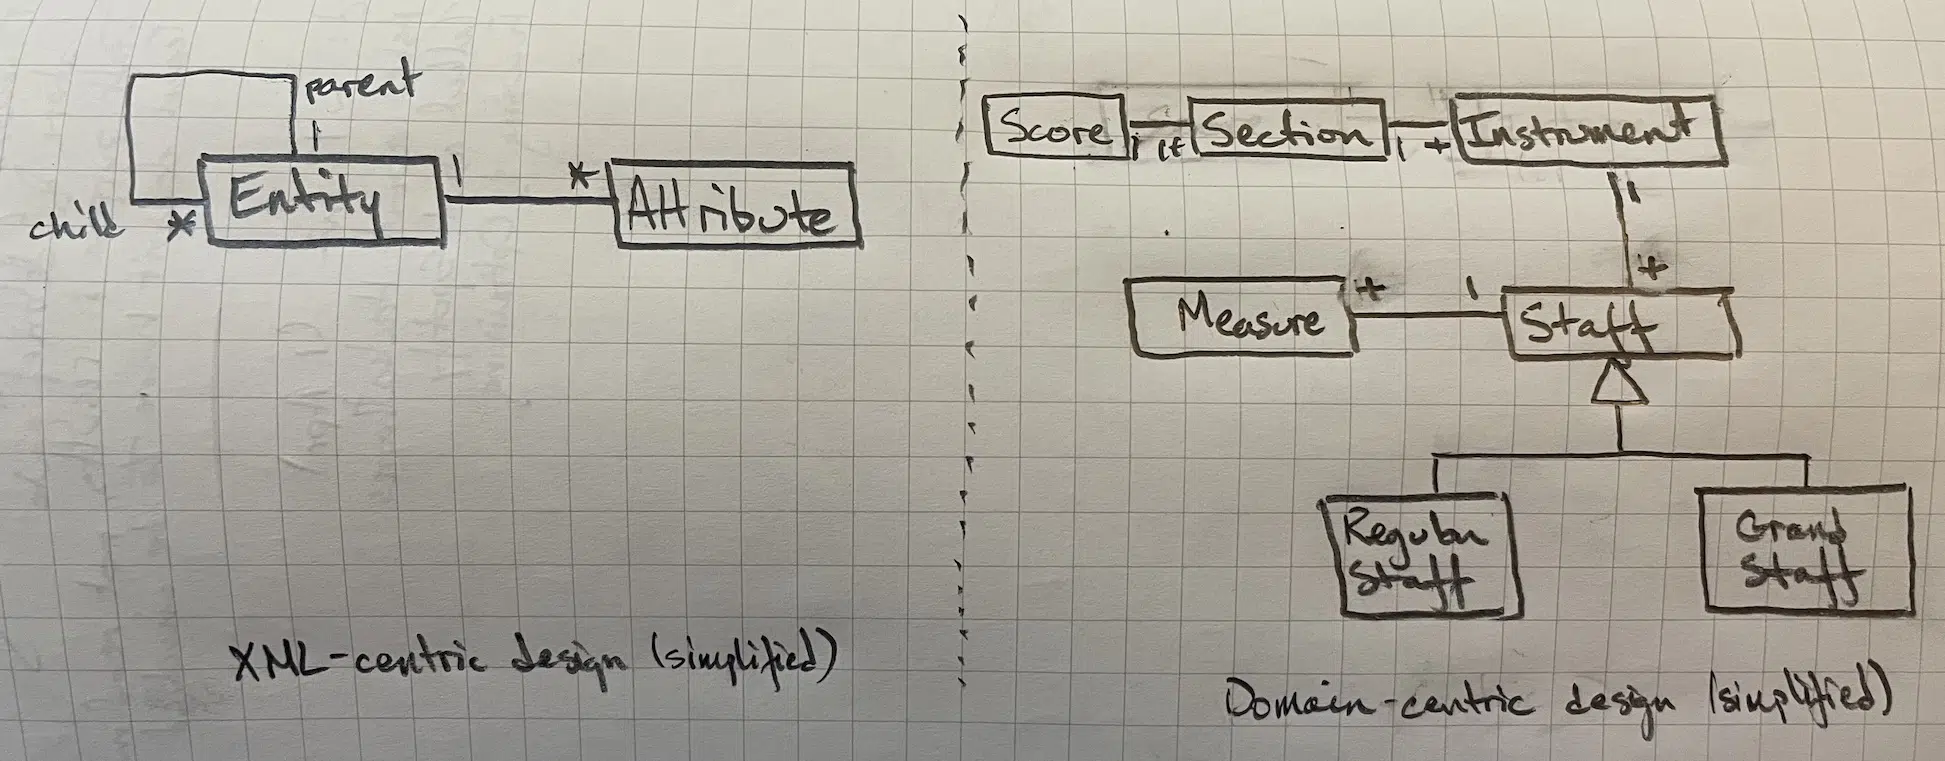 parent
1
Entity
1
*
Attribute
child
*
XML-centric design (simplified)
Score
1
+
Section
1
+
Instrument
1
+
Measure
+
1
Staff
Regular
Staff
Grand
Staff
Domain-centric design (simplified)